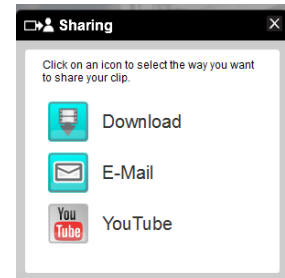 Sharing X
Click on an icon to select the way you want
to share your clip.
Download
E-Mail
You
Tube
YouTube